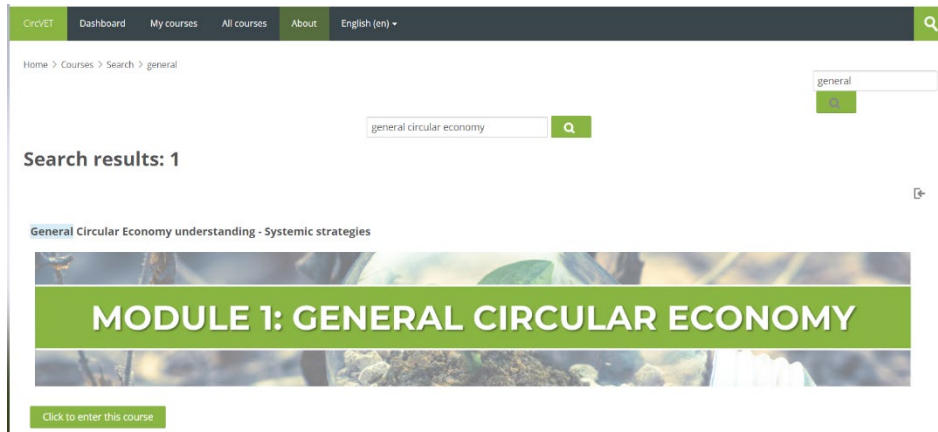 CircVET Dashboard My courses All courses About English (en)
Home > Courses > Search > general
general
general circular economy
Search results: 1
General Circular Economy understanding - Systemic strategies
MODULE 1: GENERAL CIRCULAR ECONOMY
Click to enter this course